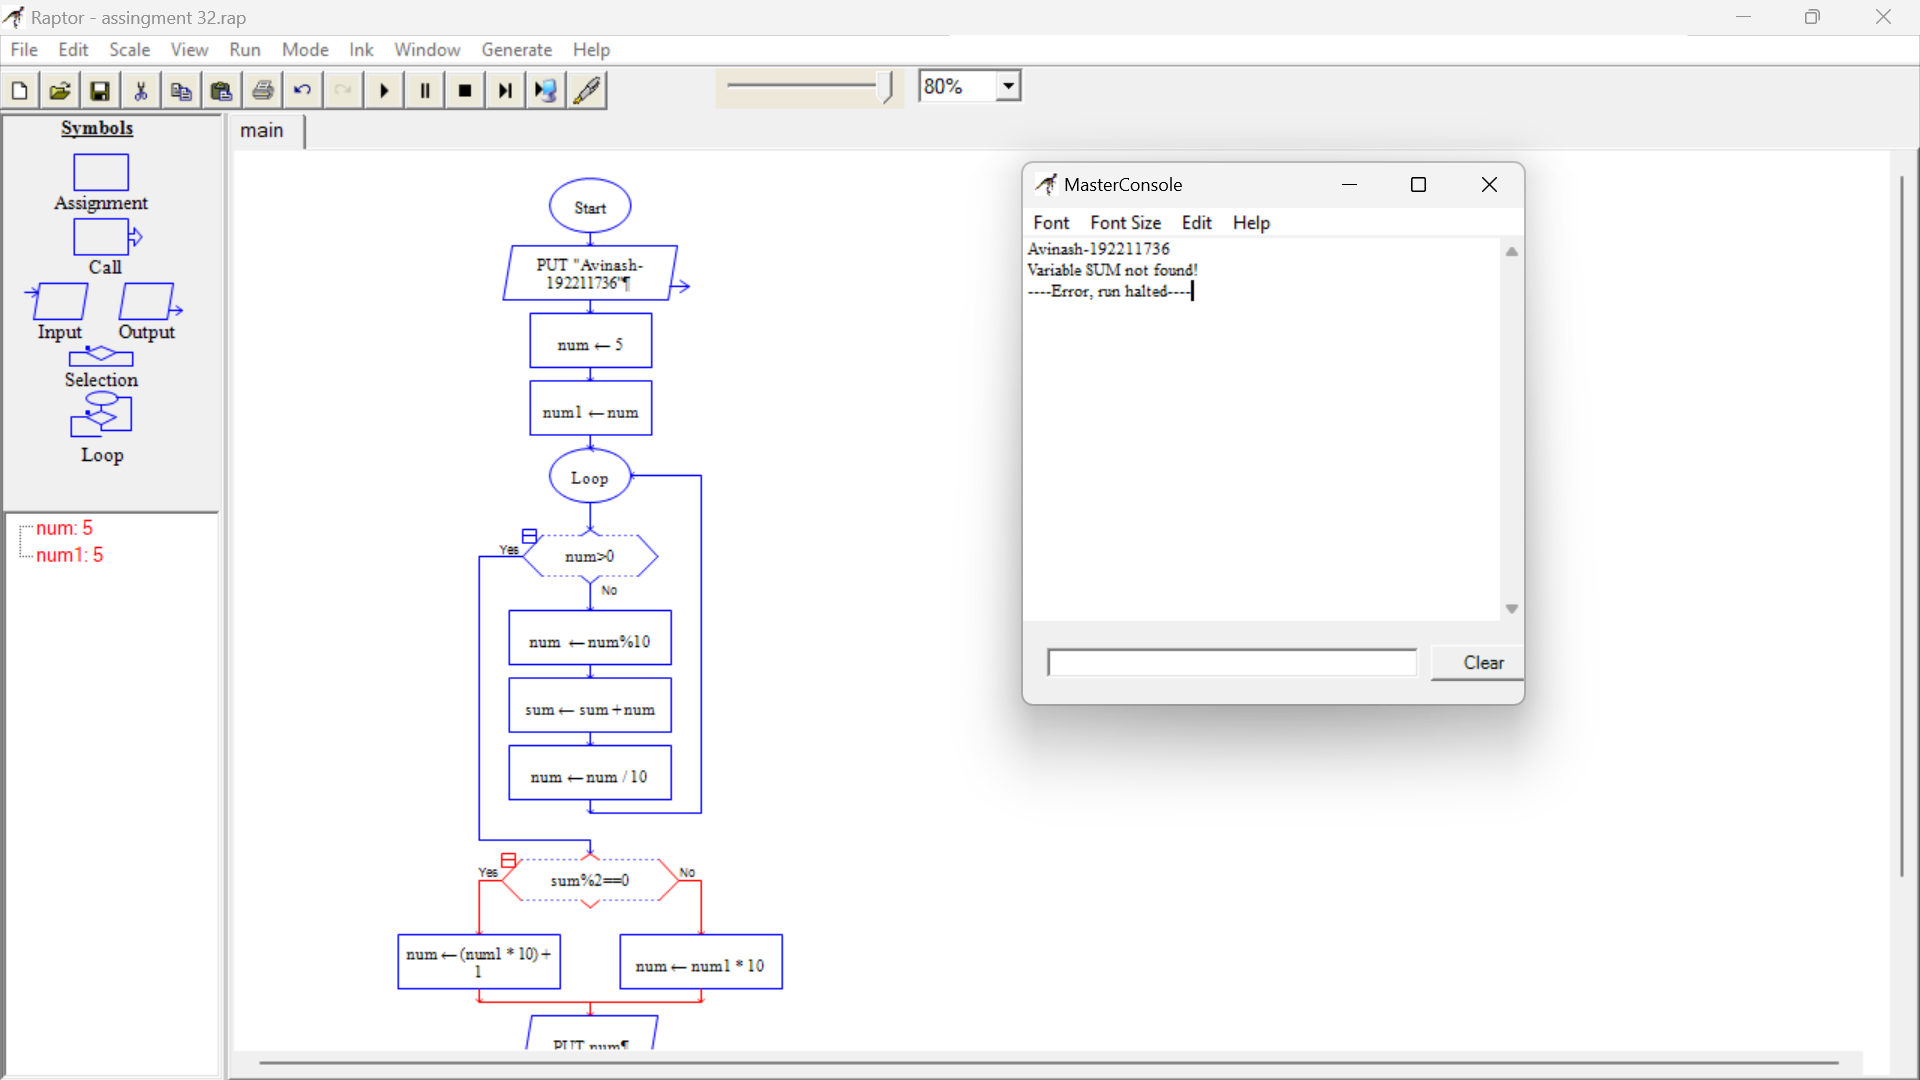 Raptor - assingment 32.rap
File Edit Scale View Run Mode Ink Window Generate Help
80%
Symbols
Assignment
Call
Input Output
Selection
Loop
num: 5
num1: 5
main
Start
PUT "Avinash-
192211736"¶
num ← 5
num1 ← num
Loop
Yes
num>0
No
num ← num%10
sum ← sum+num
num ← num / 10
Yes
sum%2==0
No
num ← (num1 * 10) +
1
num ← num1 * 10
PUT num¶
MasterConsole
Font Font Size Edit Help
Avinash-192211736
Variable SUM not found!
----Error, run halted----
Clear